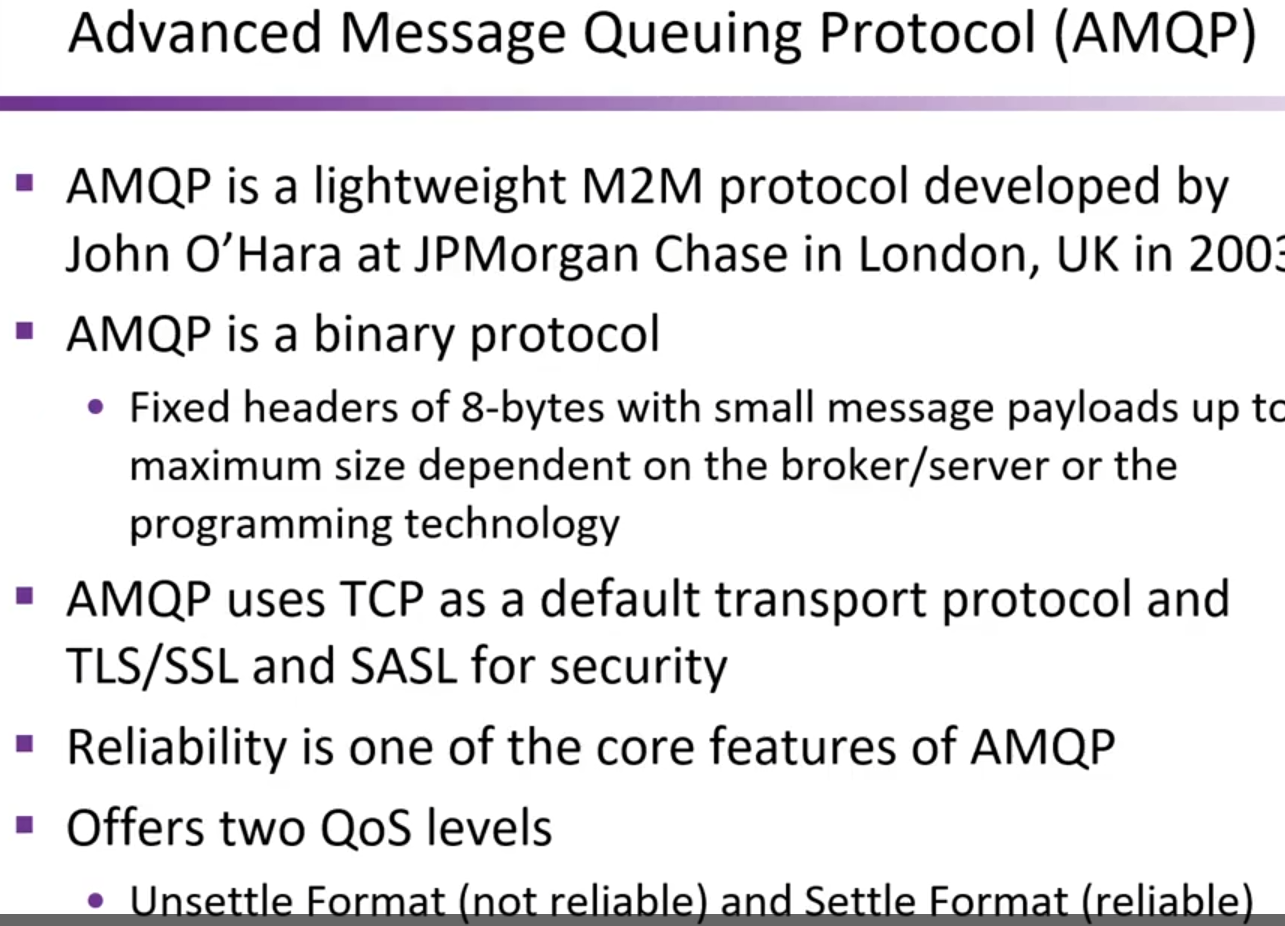 Advanced Message Queuing Protocol (AMQP)
AMQP is a lightweight M2M protocol developed by
John O’Hara at JPMorgan Chase in London, UK in 2003
AMQP is a binary protocol
Fixed headers of 8-bytes with small message payloads up to
maximum size dependent on the broker/server or the
programming technology
AMQP uses TCP as a default transport protocol and
TLS/SSL and SASL for security
Reliability is one of the core features of AMQP
Offers two QoS levels
Unsettle Format (not reliable) and Settle Format (reliable)